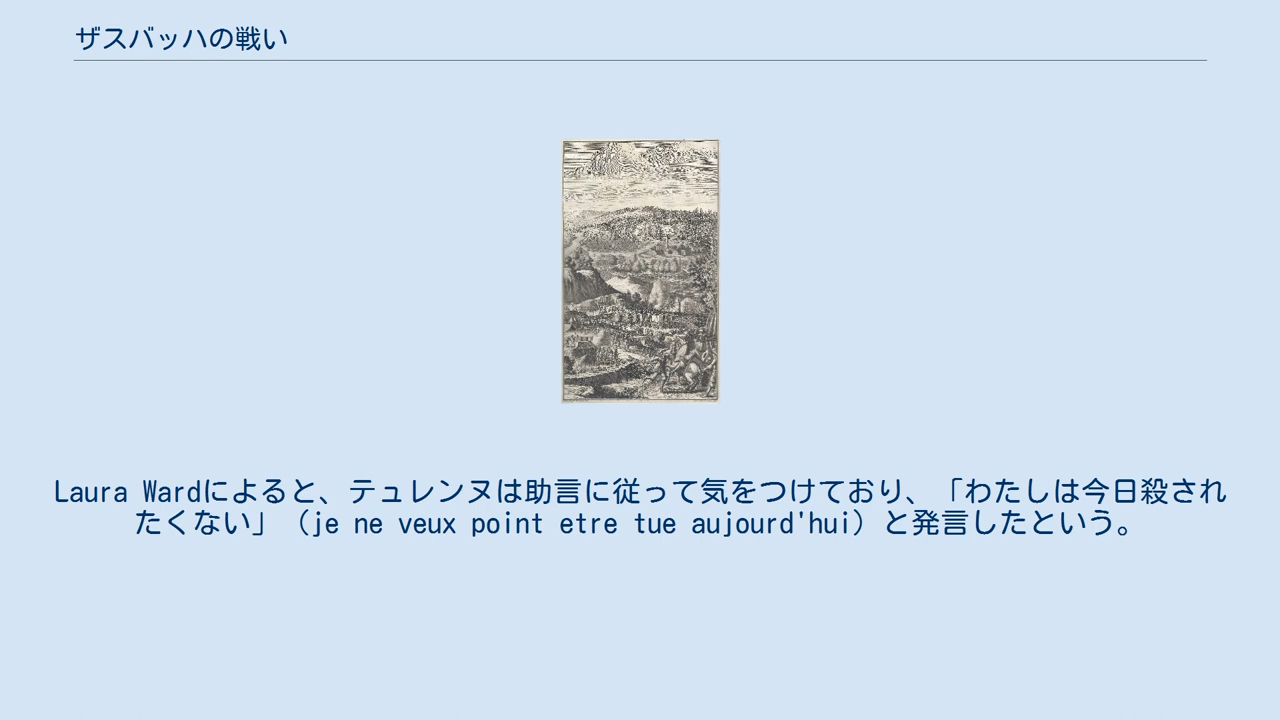 ザスバッハの戦い
Laura Wardによると、テュレンヌは助言に従って気をつけており、「わたしは今日殺され
たくない」（je ne veux point etre tue aujourd'hui）と発言したという。